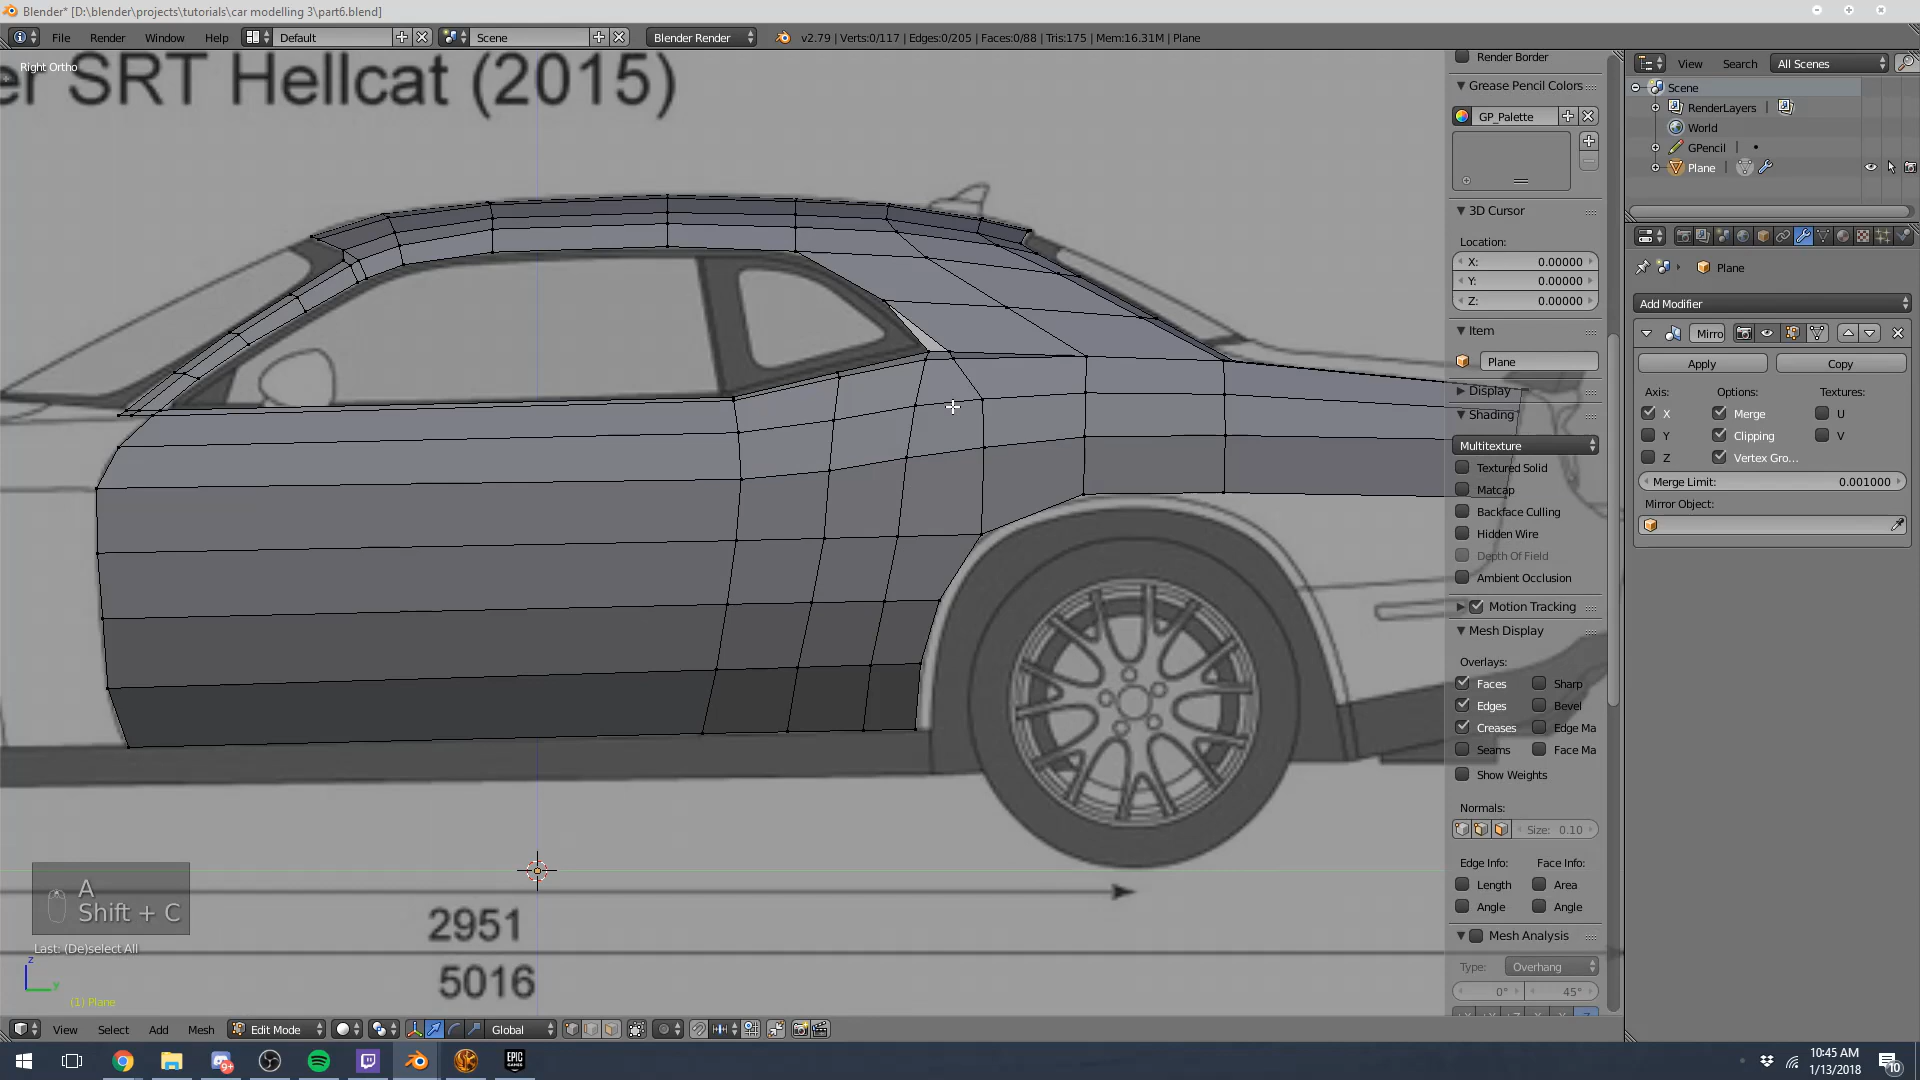 Blender* [D:\blender\projects\tutorials\car modelling 3\part6.blend]
File Render Window Help Default Scene Blender Render v2.79 | Verts:0/117 | Edges:0/205 | Faces:0/88 | Tris:175 | Mem:16.31M | Plane
Right Ortho
er SRT Hellcat (2015)
2951
5016
A
Shift + C
Last: (De)select All
z
y
(1) Plane
Render Border
Grease Pencil Colors
GP_Palette
3D Cursor
Location:
X: 0.00000
Y: 0.00000
Z: 0.00000
Item
Plane
Display
Shading
Multitexture
Textured Solid
Matcap
Backface Culling
Hidden Wire
Depth Of Field
Ambient Occlusion
Motion Tracking
Mesh Display
Overlays:
Faces Sharp
Edges Bevel
Creases Edge Ma
Seams Face Ma
Show Weights
Normals:
Size: 0.10
Edge Info: Face Info:
Length Area
Angle Angle
Mesh Analysis
Type: Overhang
0° 45°
View Search All Scenes
Scene
RenderLayers
World
GPencil
Plane
Plane
Add Modifier
Mirro
Apply Copy
Axis: Options: Textures:
X Merge U
Y Clipping V
Z Vertex Gro...
Merge Limit: 0.001000
Mirror Object:
View Select Add Mesh Edit Mode Global
9+
EPIC GAMES
10:45 AM
1/13/2018
10